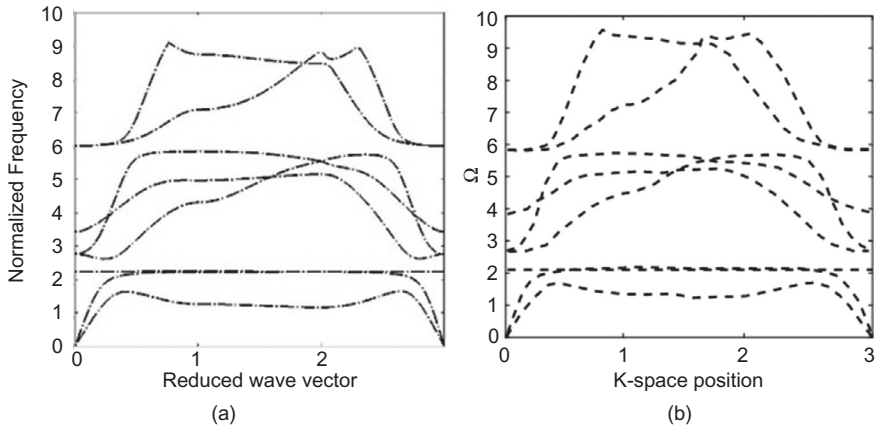 10
9
8
7
6
5
4
3
2
1
0
Normalized Frequency
0 1 2
Reduced wave vector
(a)
10
9
8
7
6
5
4
3
2
1
0
Ω
0 1 2 3
K-space position
(b)